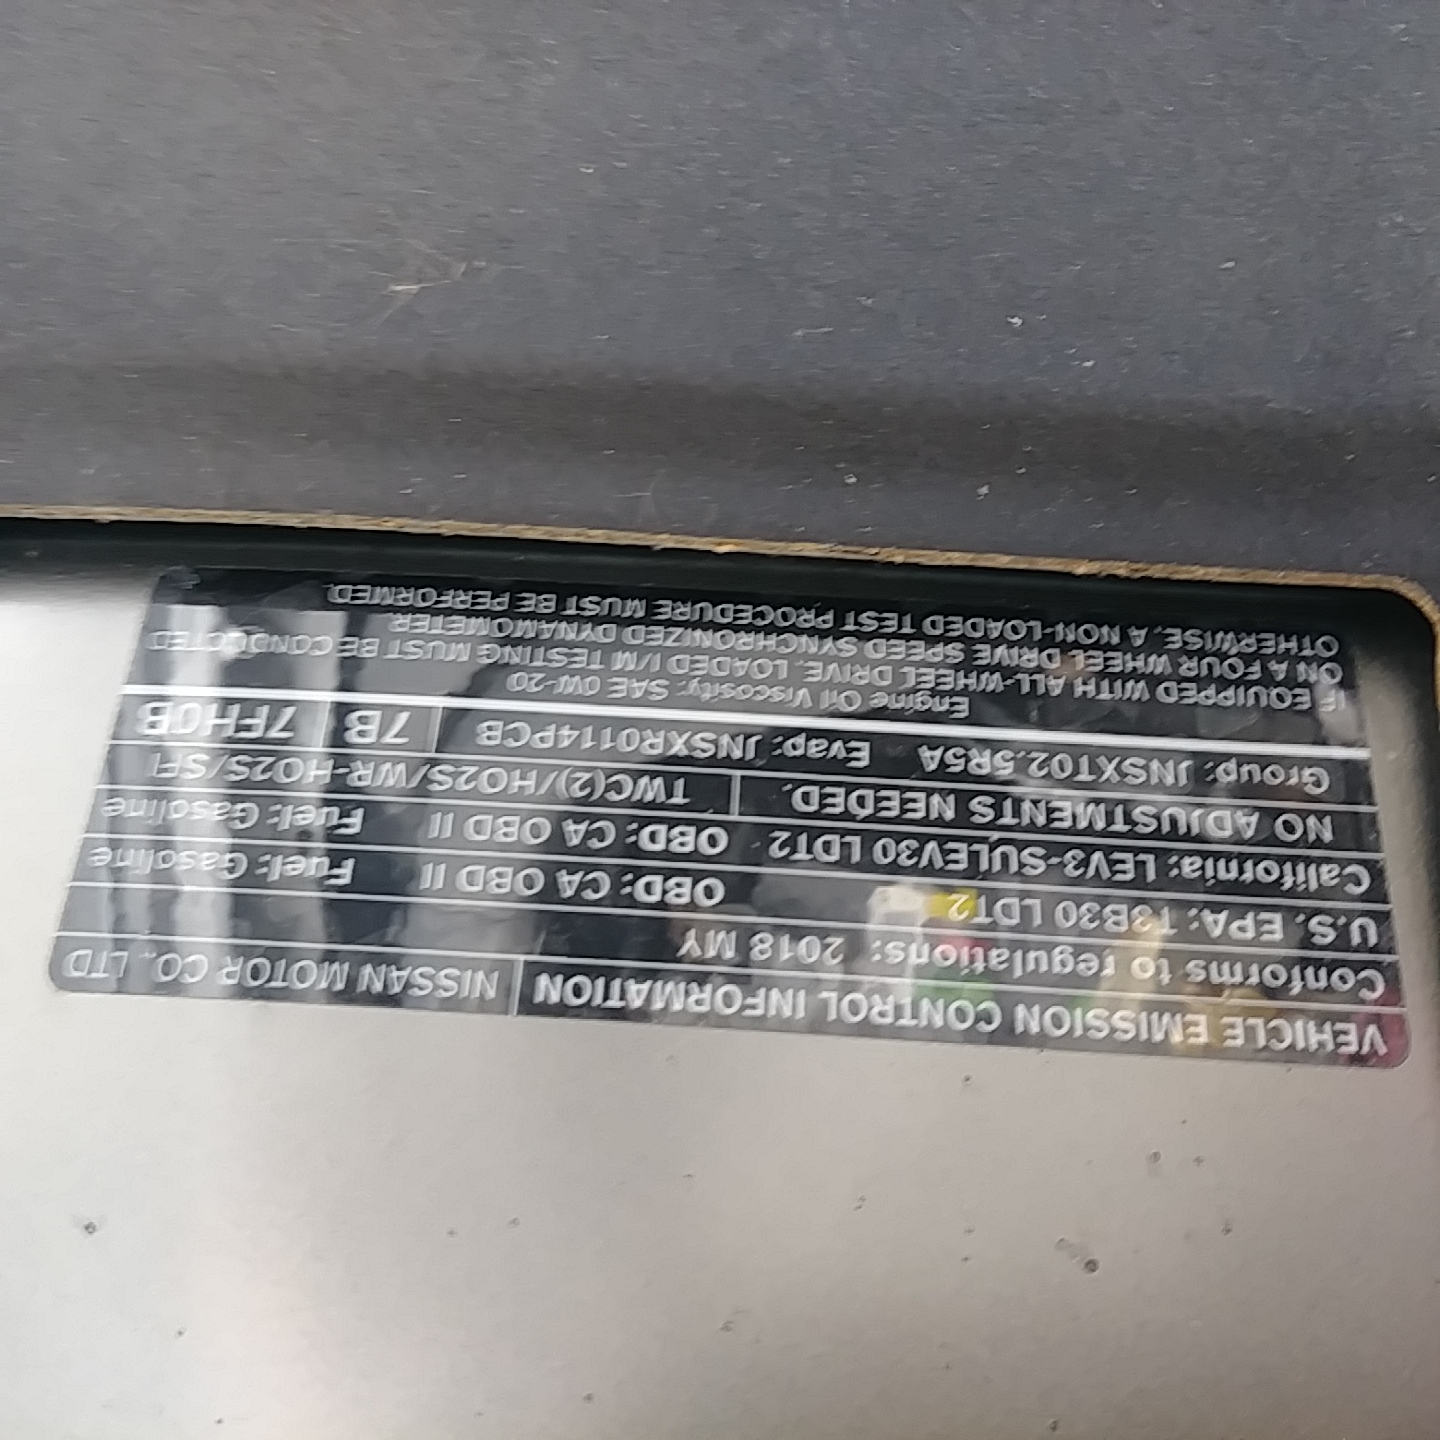 VEHICLE EMISSION CONTROL INFORMATION NISSAN MOTOR CO., LTD
Conforms to regulations: 2018 MY
U.S. EPA: T3B30 LDT2 OBD: CA OBD II Fuel: Gasoline
California: LEV3-SULEV30 LDT2 OBD: CA OBD II Fuel: Gasoline
NO ADJUSTMENTS NEEDED. TWC(2)/HO2S/WR-HO2S/SFI
Group: JNSXT02.5R5A Evap: JNSXR0114PCB 7B 7FH0B
Engine Oil Viscosity: SAE 0W-20
IF EQUIPPED WITH ALL-WHEEL DRIVE, LOADED I/M TESTING MUST BE CONDUCTED
ON A FOUR WHEEL DRIVE SPEED SYNCHRONIZED DYNAMOMETER.
OTHERWISE, A NON-LOADED TEST PROCEDURE MUST BE PERFORMED.